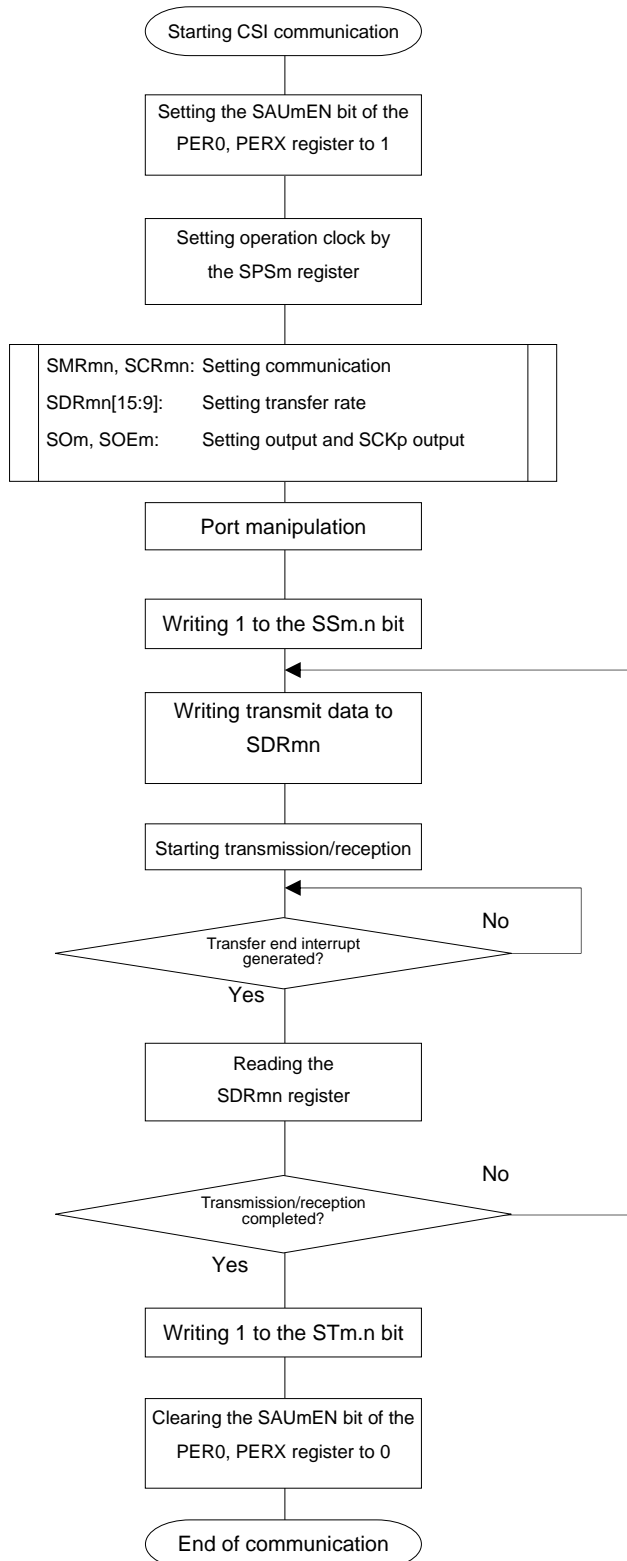 Starting CSI communication
Setting the SAUmEN bit of the
PER0, PERX register to 1
Setting operation clock by
the SPSm register
SMRmn, SCRmn: Setting communication
SDRmn[15:9]: Setting transfer rate
SOm, SOEm: Setting output and SCKp output
Port manipulation
Writing 1 to the SSm.n bit
Writing transmit data to
SDRmn
Starting transmission/reception
No
Transfer end interrupt
generated?
Yes
Reading the
SDRmn register
No
Transmission/reception
completed?
Yes
Writing 1 to the STm.n bit
Clearing the SAUmEN bit of the
PER0, PERX register to 0
End of communication